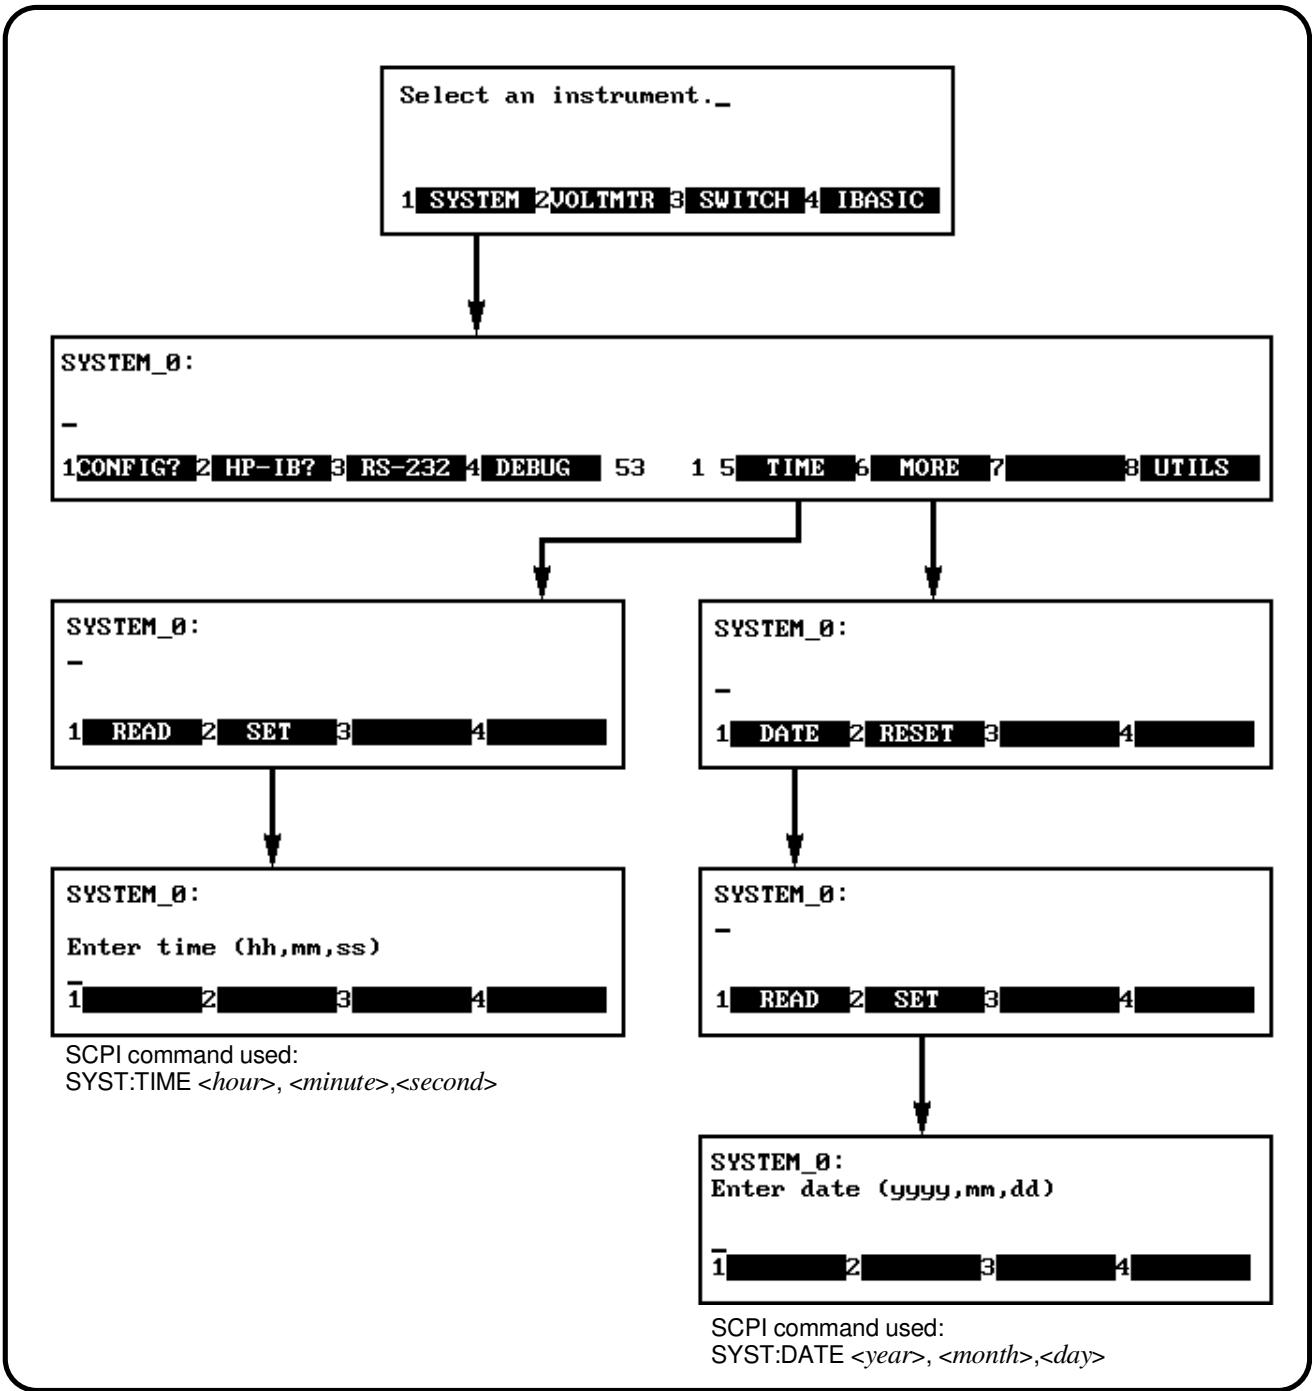 Select an instrument._
1 SYSTEM 2VOLTMTR 3 SWITCH 4 IBASIC
SYSTEM_0:
_
1CONFIG? 2 HP-IB? 3 RS-232 4 DEBUG 53 1 5 TIME 6 MORE 7 8 UTILS
SYSTEM_0:
_
1 READ 2 SET 3 4
SYSTEM_0:
_
1 DATE 2 RESET 3 4
SYSTEM_0:
Enter time (hh,mm,ss)
_
1 2 3 4
SCPI command used:
SYST:TIME <hour>, <minute>,<second>
SYSTEM_0:
_
1 READ 2 SET 3 4
SYSTEM_0:
Enter date (yyyy,mm,dd)
_
1 2 3 4
SCPI command used:
SYST:DATE <year>, <month>,<day>